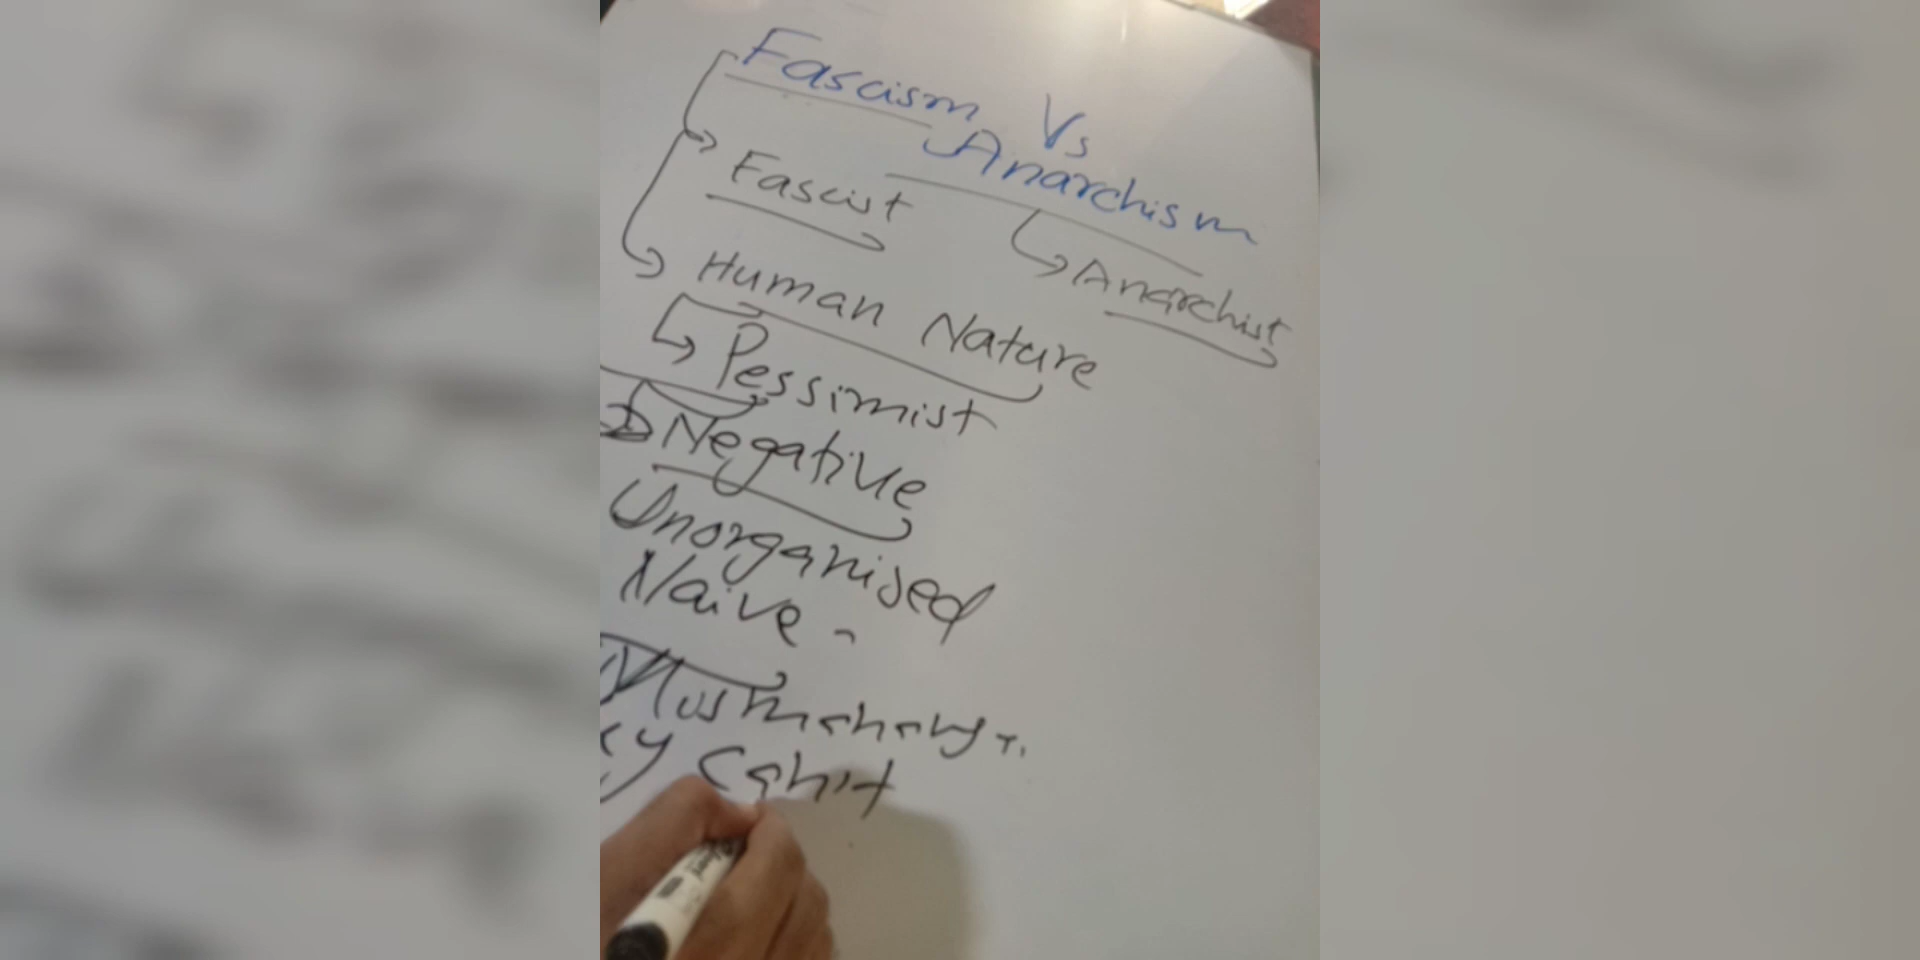 Fascism Vs
Anarchism
Fascist
Anarchist
Human Nature
Pessimist
Negative
Unorganised
Naive -